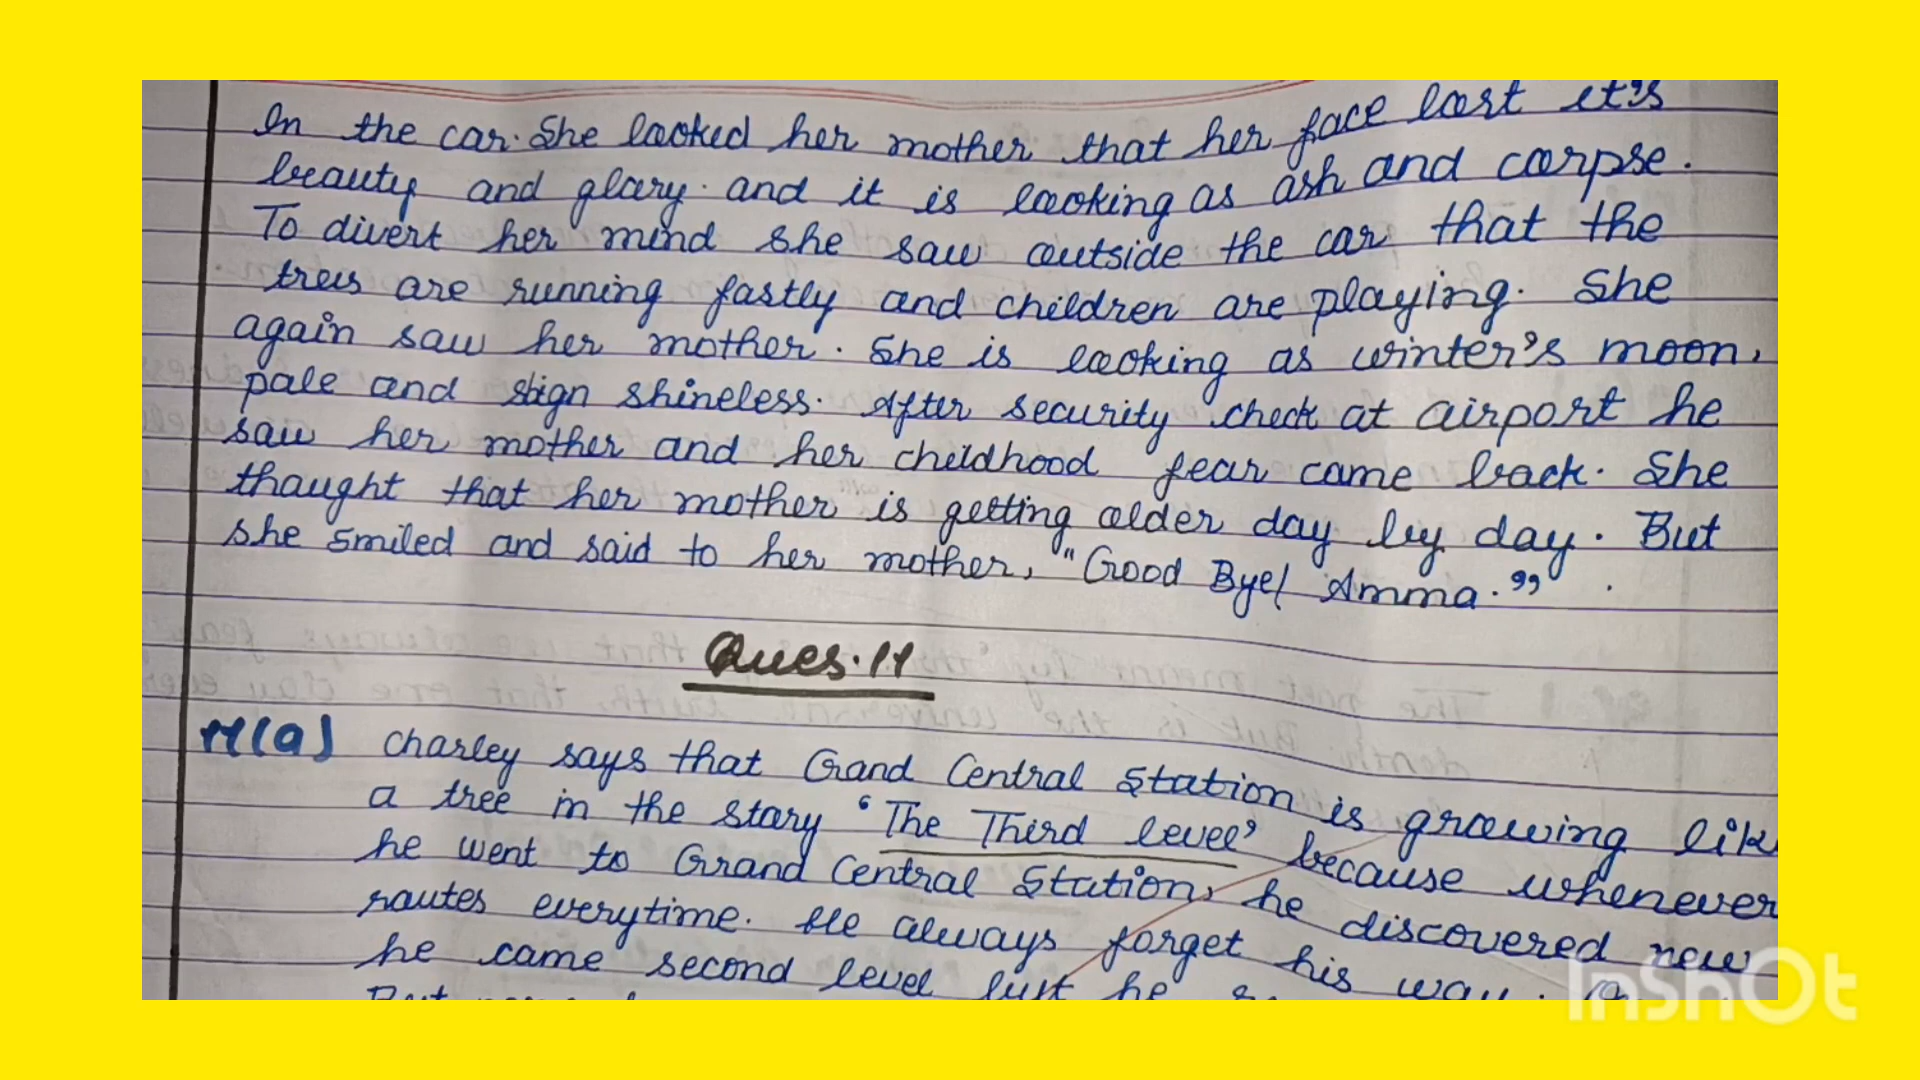 In the car. She looked her mother that her face lost it's
beauty and glory. and it is looking as ash and corpse.
To divert her mind she saw outside the car that the
trees are running fastly and children are playing. She
again saw her mother. She is looking as winter's moon,
pale and shineless. After security check at airport he
saw her mother and her childhood fear came back. She
thought that her mother is getting older day by day. But
she smiled and said to her mother, "Good Bye! Amma."
Ques. 11
11(a) Charley says that Grand Central Station is growing lik
a tree in the story 'The Third level' because whenever
he went to Grand Central Station, he discovered new
routes everytime. He always forget his way.
he came second level but he
But
InShOt